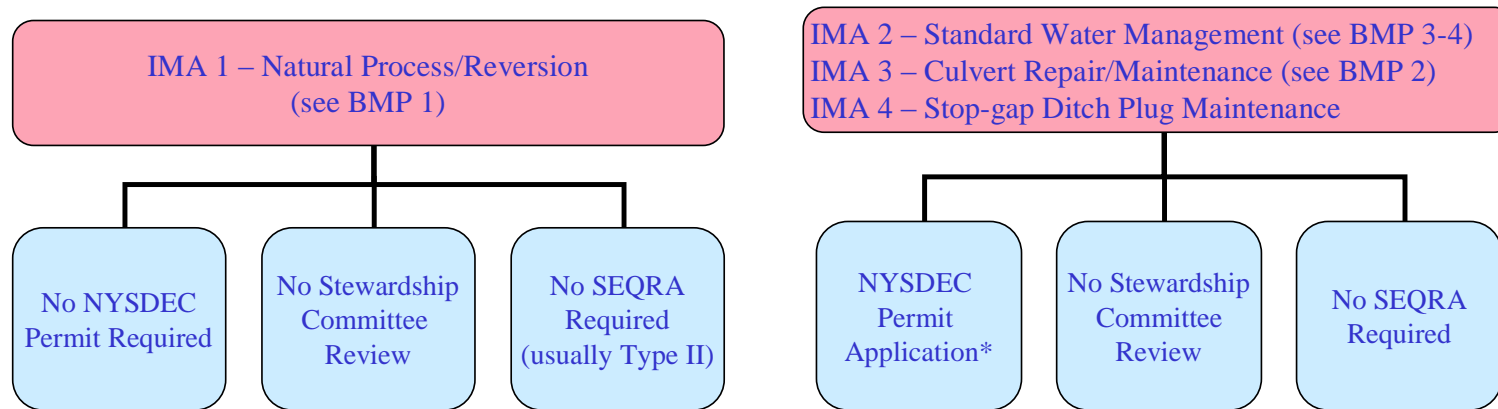 IMA 1 – Natural Process/Reversion
(see BMP 1)
No NYSDEC
Permit Required
No Stewardship
Committee
Review
No SEQRA
Required
(usually Type II)
IMA 2 – Standard Water Management (see BMP 3-4)
IMA 3 – Culvert Repair/Maintenance (see BMP 2)
IMA 4 – Stop-gap Ditch Plug Maintenance
NYSDEC
Permit
Application*
No Stewardship
Committee
Review
No SEQRA
Required